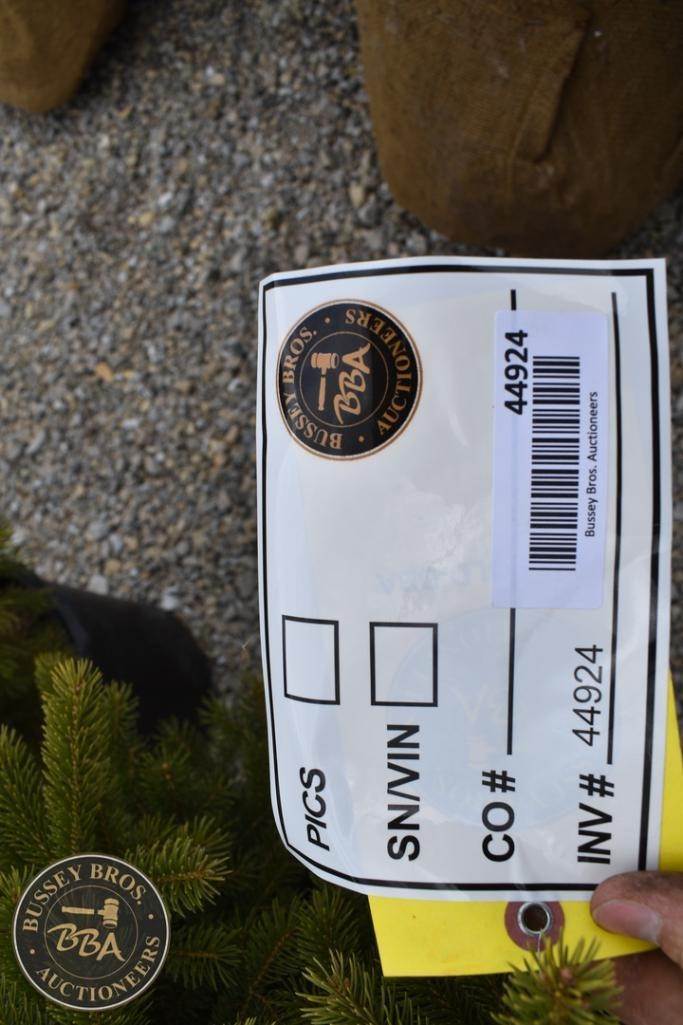 BUSSEY BROS. • AUCTIONEERS •
BBA
PICS
SN/VIN
CO #
44924
Bussey Bros. Auctioneers
INV # 44924
BUSSEY BROS.
BBA
AUCTIONEERS